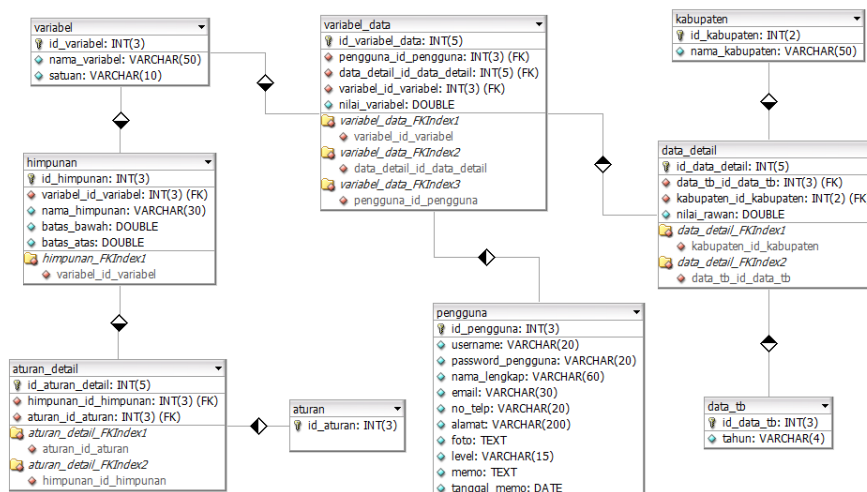 variabel
id_variabel: INT(3)
nama_variabel: VARCHAR(50)
satuan: VARCHAR(10)
variabel_data
id_variabel_data: INT(5)
pengguna_id_pengguna: INT(3) (FK)
data_detail_id_data_detail: INT(5) (FK)
variabel_id_variabel: INT(3) (FK)
nilai_variabel: DOUBLE
variabel_data_FKIndex1
variabel_id_variabel
variabel_data_FKIndex2
data_detail_id_data_detail
variabel_data_FKIndex3
pengguna_id_pengguna
kabupaten
id_kabupaten: INT(2)
nama_kabupaten: VARCHAR(50)
himpunan
id_himpunan: INT(3)
variabel_id_variabel: INT(3) (FK)
nama_himpunan: VARCHAR(30)
batas_bawah: DOUBLE
batas_atas: DOUBLE
himpunan_FKIndex1
variabel_id_variabel
data_detail
id_data_detail: INT(5)
data_tb_id_data_tb: INT(3) (FK)
kabupaten_id_kabupaten: INT(2) (FK
nilai_rawan: DOUBLE
data_detail_FKIndex1
kabupaten_id_kabupaten
data_detail_FKIndex2
data_tb_id_data_tb
pengguna
id_pengguna: INT(3)
username: VARCHAR(20)
password_pengguna: VARCHAR(20)
nama_lengkap: VARCHAR(60)
email: VARCHAR(30)
no_telp: VARCHAR(20)
alamat: VARCHAR(200)
foto: TEXT
level: VARCHAR(15)
memo: TEXT
tanggal_memo: DATE
aturan_detail
id_aturan_detail: INT(5)
himpunan_id_himpunan: INT(3) (FK)
aturan_id_aturan: INT(3) (FK)
aturan_detail_FKIndex1
aturan_id_aturan
aturan_detail_FKIndex2
himpunan_id_himpunan
aturan
id_aturan: INT(3)
data_tb
id_data_tb: INT(3)
tahun: VARCHAR(4)